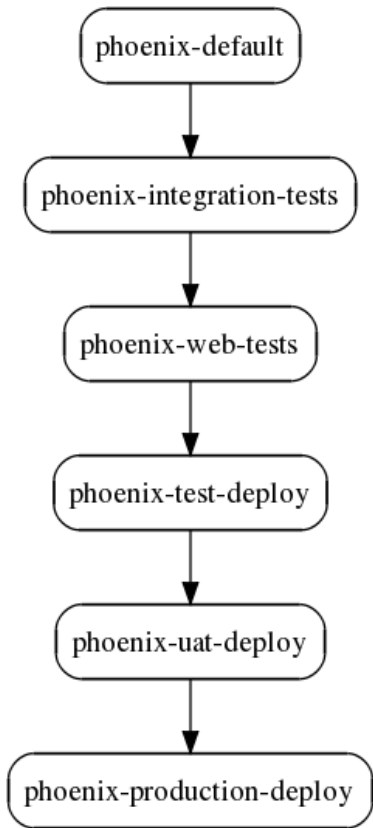 phoenix-default
phoenix-integration-tests
phoenix-web-tests
phoenix-test-deploy
phoenix-uat-deploy
phoenix-production-deploy